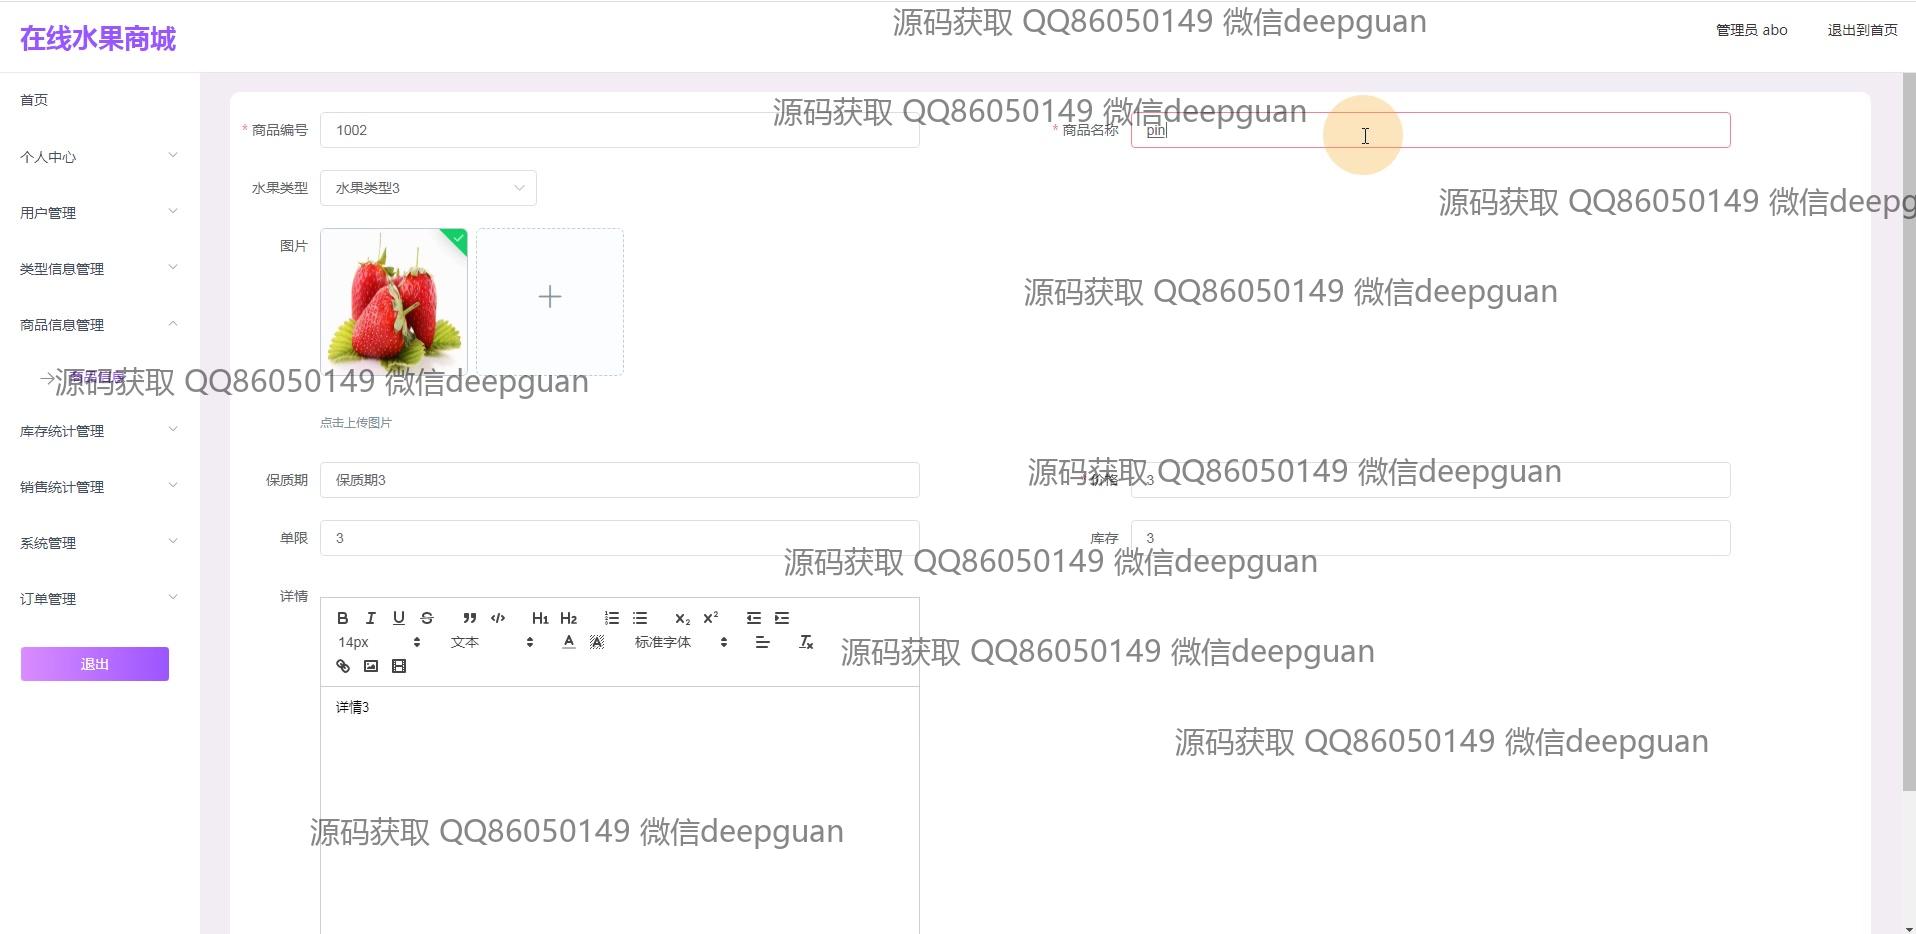 源码获取 QQ86050149 微信deepguan
在线水果商城
管理员 abo
退出到首页
首页
源码获取 QQ86050149 微信deepguan
* 商品编号
1002
* 商品名称
pin
个人中心
水果类型
水果类型3
源码获取 QQ86050149 微信deepg
用户管理
图片
类型信息管理
源码获取 QQ86050149 微信deepguan
商品信息管理
商品信息
源码获取 QQ86050149 微信deepguan
点击上传图片
库存统计管理
源码获取 QQ86050149 微信deepguan
保质期
保质期3
* 价格
3
销售统计管理
单限
3
库存
3
系统管理
源码获取 QQ86050149 微信deepguan
详情
订单管理
B I U S H1 H2 x2 x2
14px 文本 A A 标准字体 Tx
源码获取 QQ86050149 微信deepguan
退出
详情3
源码获取 QQ86050149 微信deepguan
源码获取 QQ86050149 微信deepguan